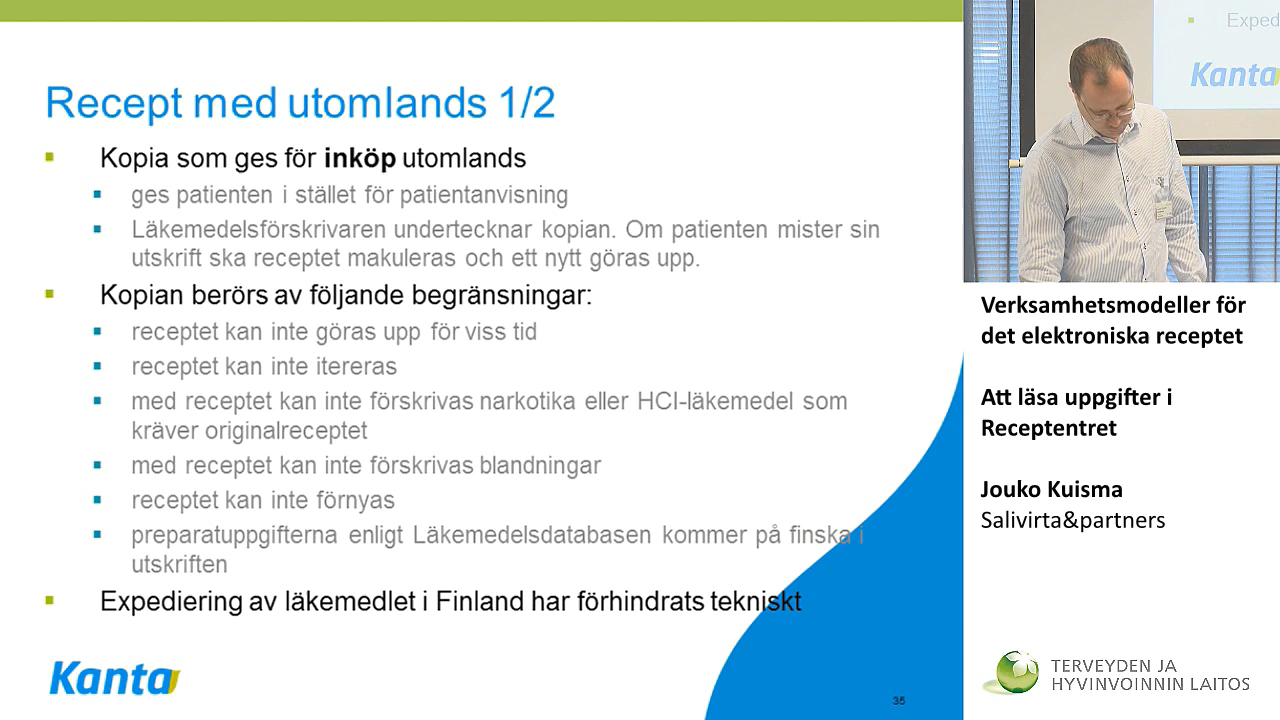 Recept med utomlands 1/2
Kopia som ges för inköp utomlands
ges patienten i stället för patientanvisning
Läkemedelsförskrivaren undertecknar kopian. Om patienten mister sin
utskrift ska receptet makuleras och ett nytt göras upp.
Kopian berörs av följande begränsningar:
receptet kan inte göras upp för viss tid
receptet kan inte itereras
med receptet kan inte förskrivas narkotika eller HCI-läkemedel som
kräver originalreceptet
med receptet kan inte förskrivas blandningar
receptet kan inte förnyas
preparatuppgifterna enligt Läkemedelsdatabasen kommer på finska i
utskriften
Expediering av läkemedlet i Finland har förhindrats tekniskt
Kanta
35
Exped
Kanta
Verksamhetsmodeller för
det elektroniska receptet
Att läsa uppgifter i
Receptentret
Jouko Kuisma
Salivirta&partners
TERVEYDEN JA
HYVINVOINNIN LAITOS